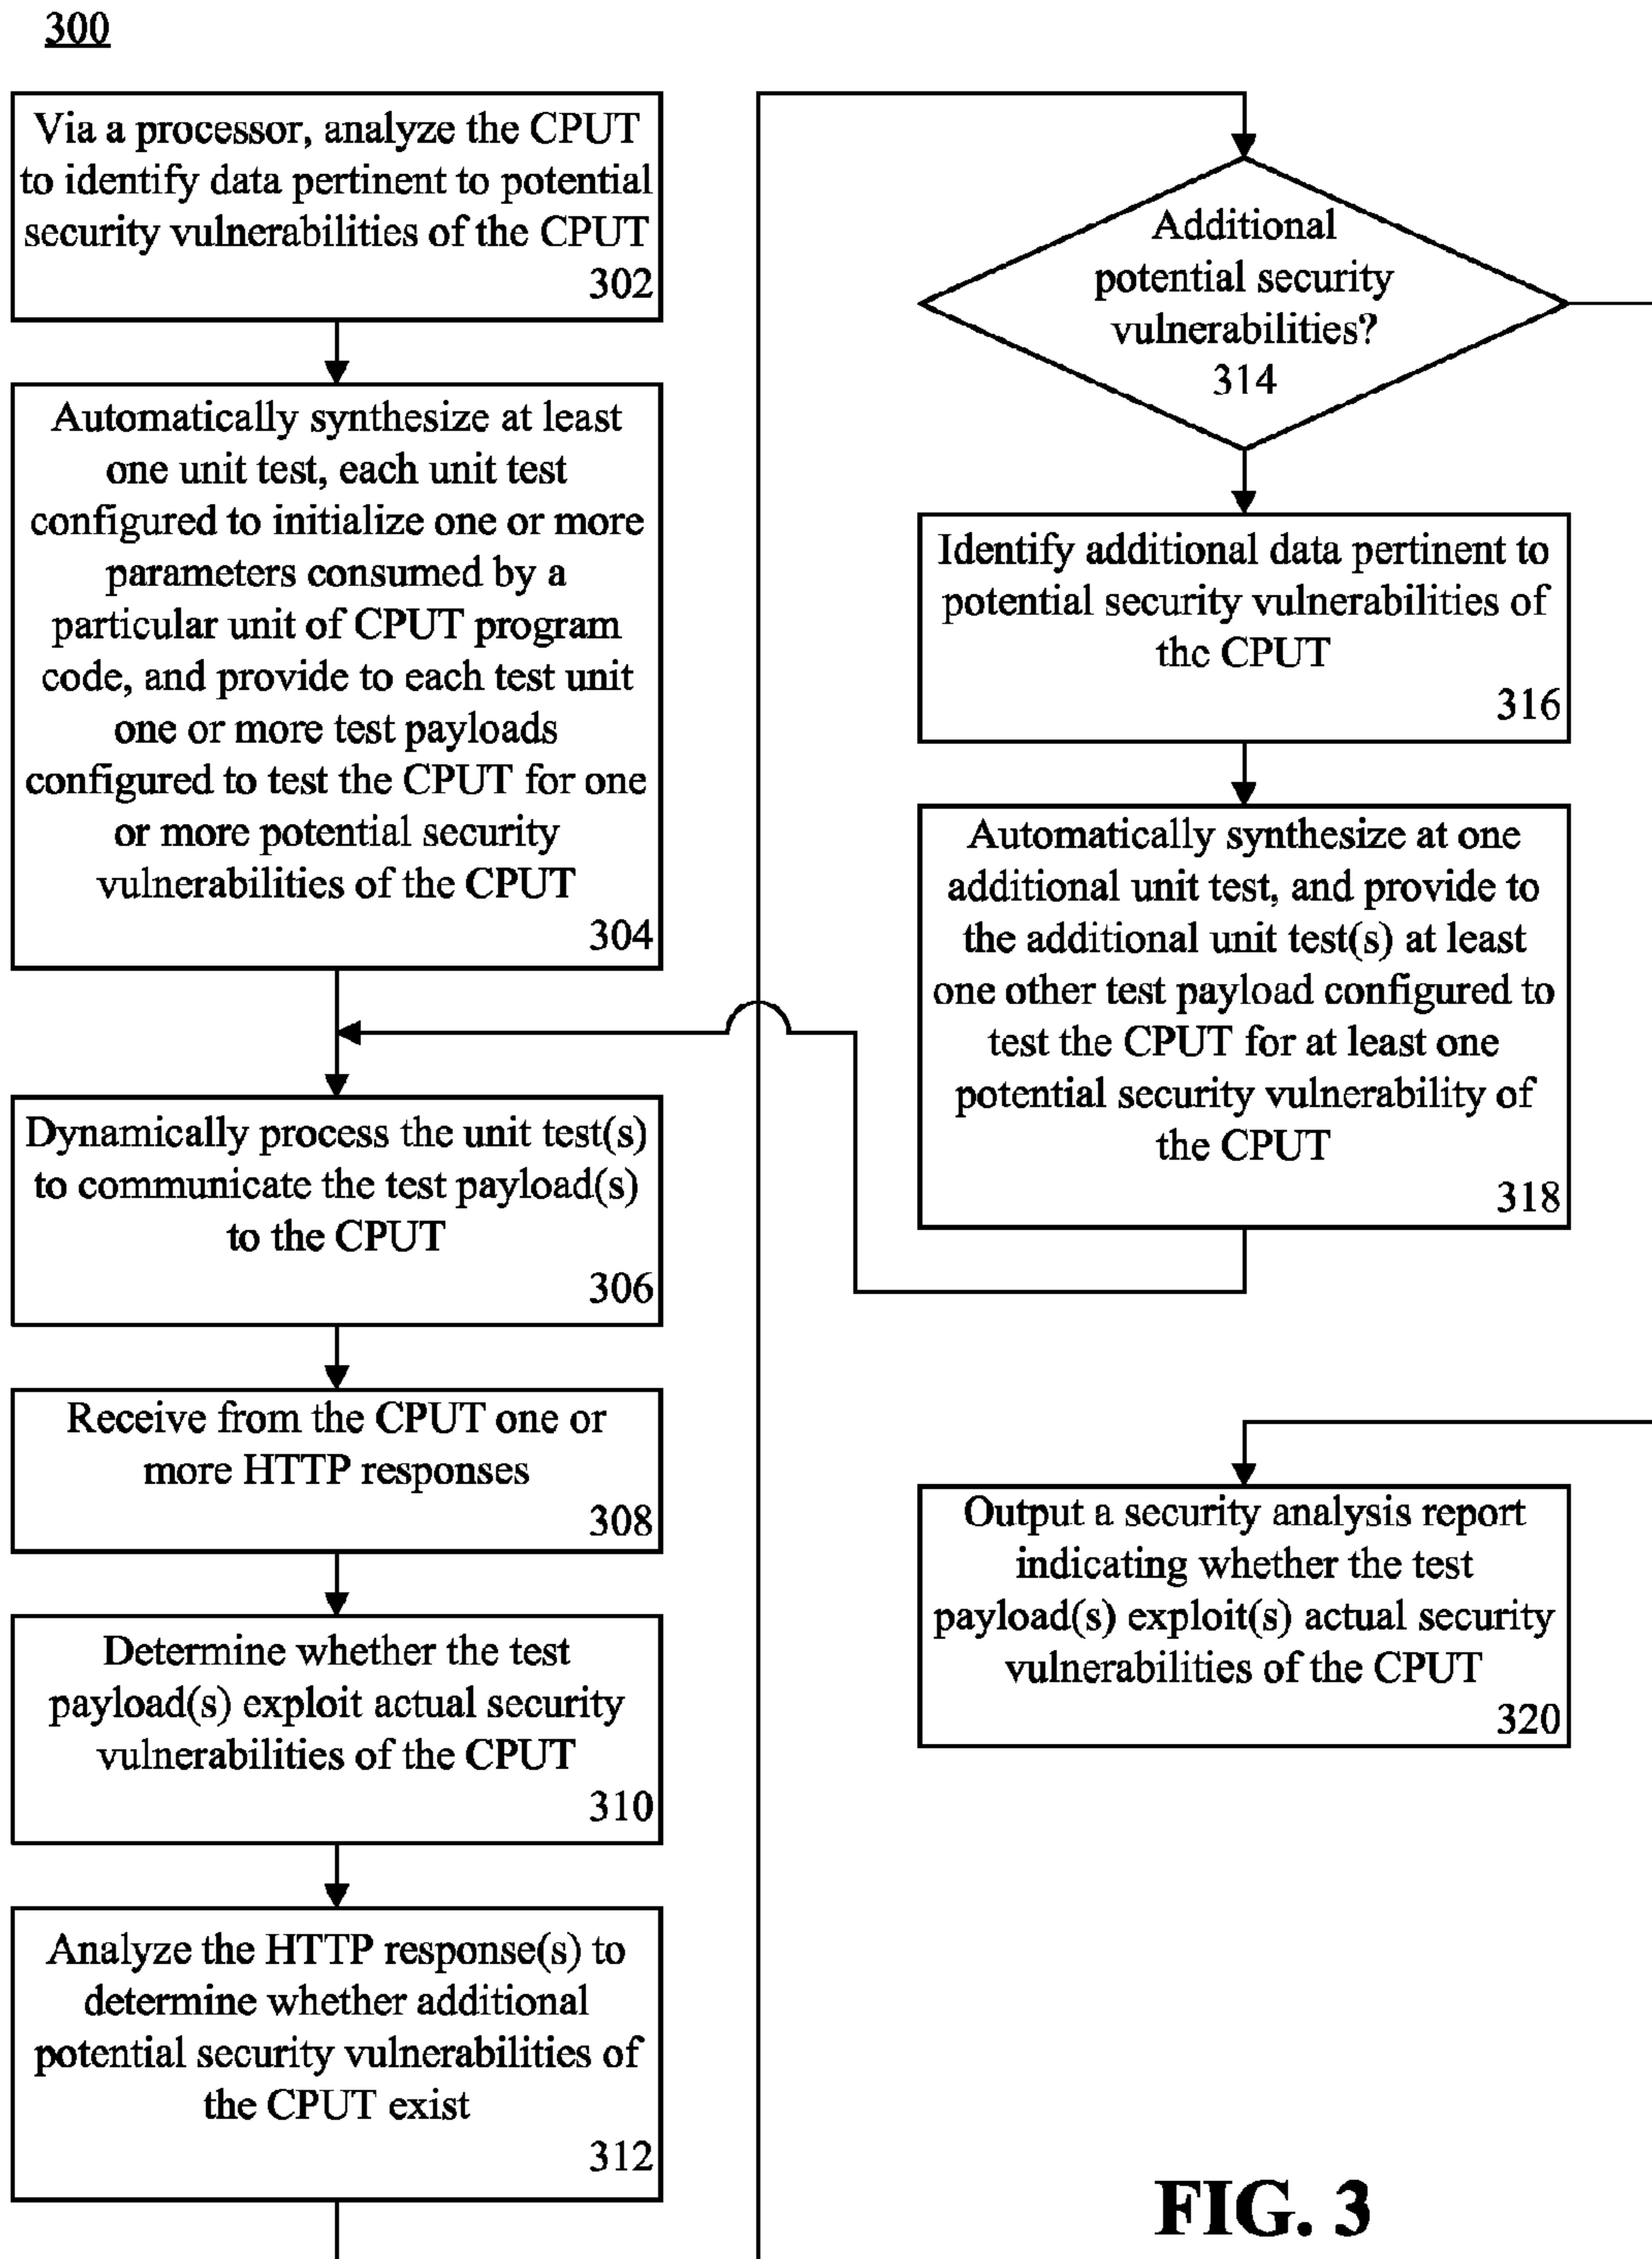 300
Via a processor, analyze the CPUT
to identify data pertinent to potential
security vulnerabilities of the CPUT
302
Automatically synthesize at least
one unit test, each unit test
configured to initialize one or more
parameters consumed by a
particular unit of CPUT program
code, and provide to each test unit
one or more test payloads
configured to test the CPUT for one
or more potential security
vulnerabilities of the CPUT
304
Dynamically process the unit test(s)
to communicate the test payload(s)
to the CPUT
306
Receive from the CPUT one or
more HTTP responses
308
Determine whether the test
payload(s) exploit actual security
vulnerabilities of the CPUT
310
Analyze the HTTP response(s) to
determine whether additional
potential security vulnerabilities of
the CPUT exist
312
Additional
potential security
vulnerabilities?
314
Identify additional data pertinent to
potential security vulnerabilities of
the CPUT
316
Automatically synthesize at one
additional unit test, and provide to
the additional unit test(s) at least
one other test payload configured to
test the CPUT for at least one
potential security vulnerability of
the CPUT
318
Output a security analysis report
indicating whether the test
payload(s) exploit(s) actual security
vulnerabilities of the CPUT
320
FIG. 3